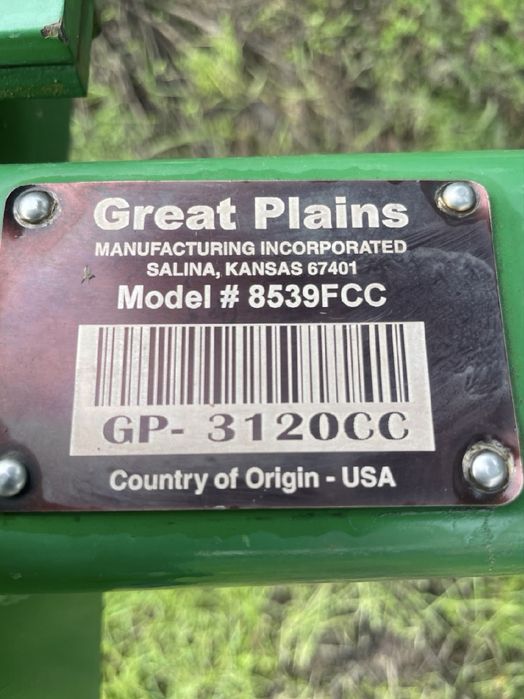 Great Plains
MANUFACTURING INCORPORATED
SALINA, KANSAS 67401
Model # 8539FCC
GP- 3120CC
Country of Origin - USA